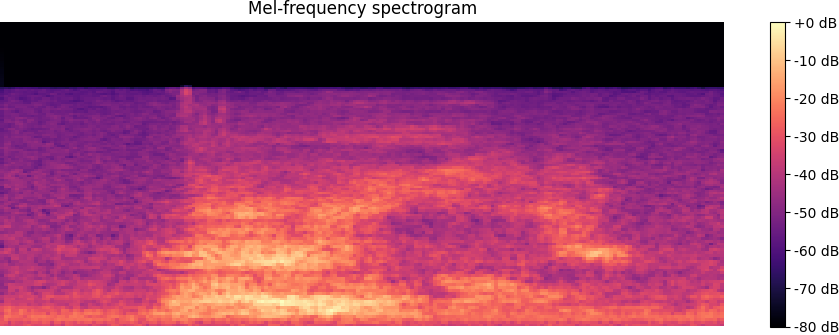 Mel-frequency spectrogram
+0 dB
-10 dB
-20 dB
-30 dB
-40 dB
-50 dB
-60 dB
-70 dB
-80 dB